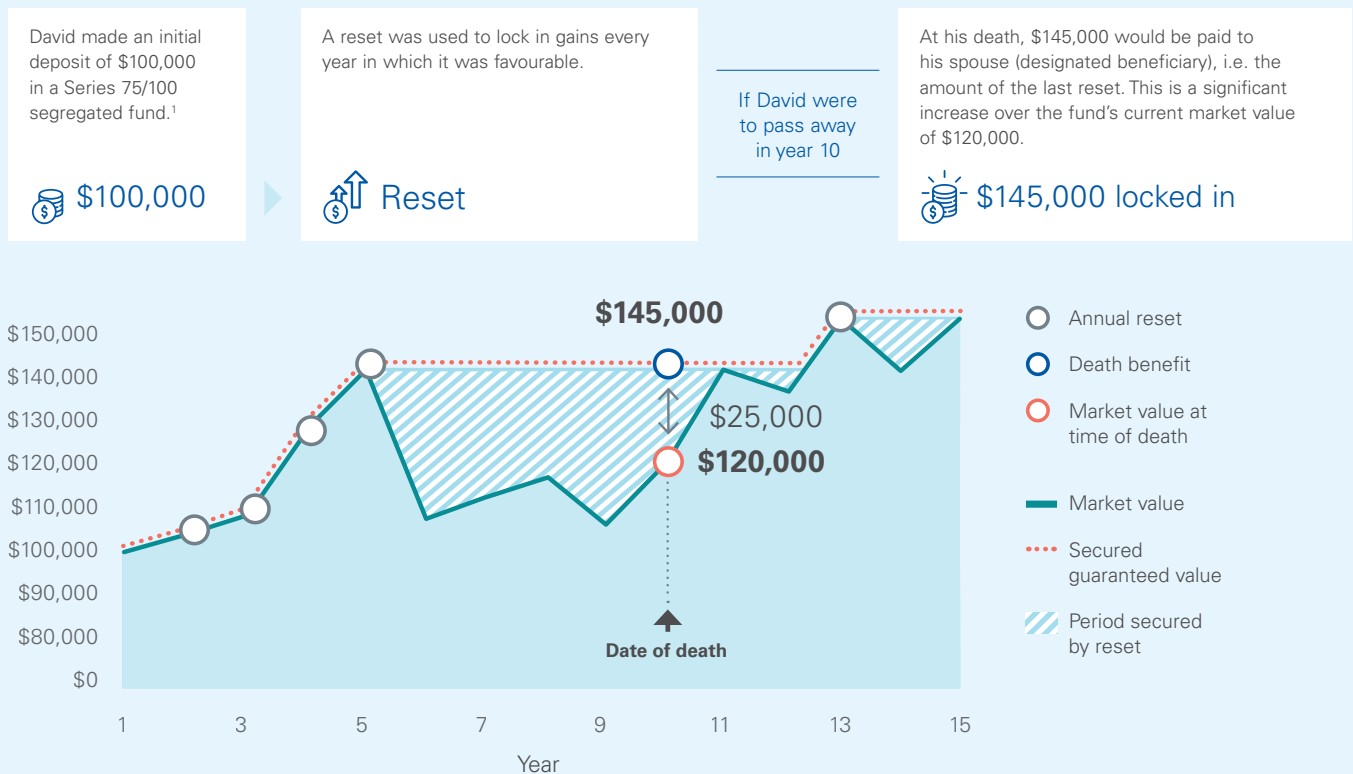 David made an initial
deposit of $100,000
in a Series 75/100
segregated fund.¹
$100,000
A reset was used to lock in gains every
year in which it was favourable.
Reset
If David were
to pass away
in year 10
At his death, $145,000 would be paid to
his spouse (designated beneficiary), i.e. the
amount of the last reset. This is a significant
increase over the fund’s current market value
of $120,000.
$145,000 locked in
$150,000
$140,000
$130,000
$120,000
$110,000
$100,000
$90,000
$80,000
$0
$145,000
$25,000
$120,000
Date of death
1
3
5
7
9
11
13
15
Year
Annual reset
Death benefit
Market value at
time of death
Market value
Secured
guaranteed value
Period secured
by reset